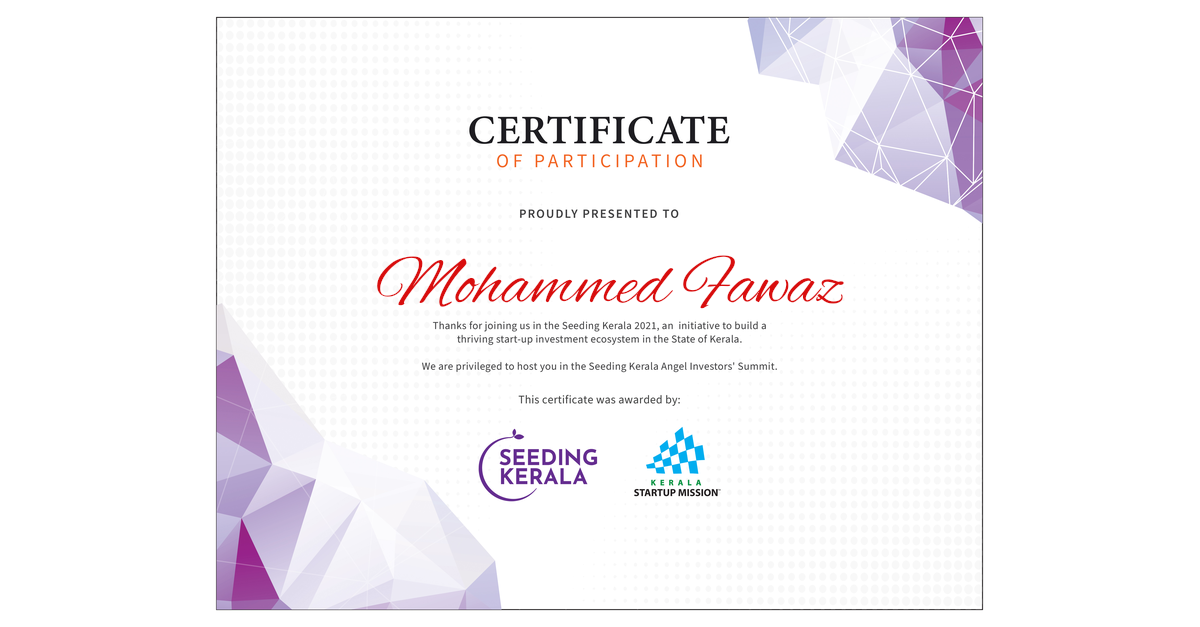 CERTIFICATE
OF PARTICIPATION
PROUDLY PRESENTED TO
Mohammed Fawaz
Thanks for joining us in the Seeding Kerala 2021, an initiative to build a
thriving start-up investment ecosystem in the State of Kerala.
We are privileged to host you in the Seeding Kerala Angel Investors' Summit.
This certificate was awarded by:
SEEDING
KERALA
KERALA
STARTUP MISSION